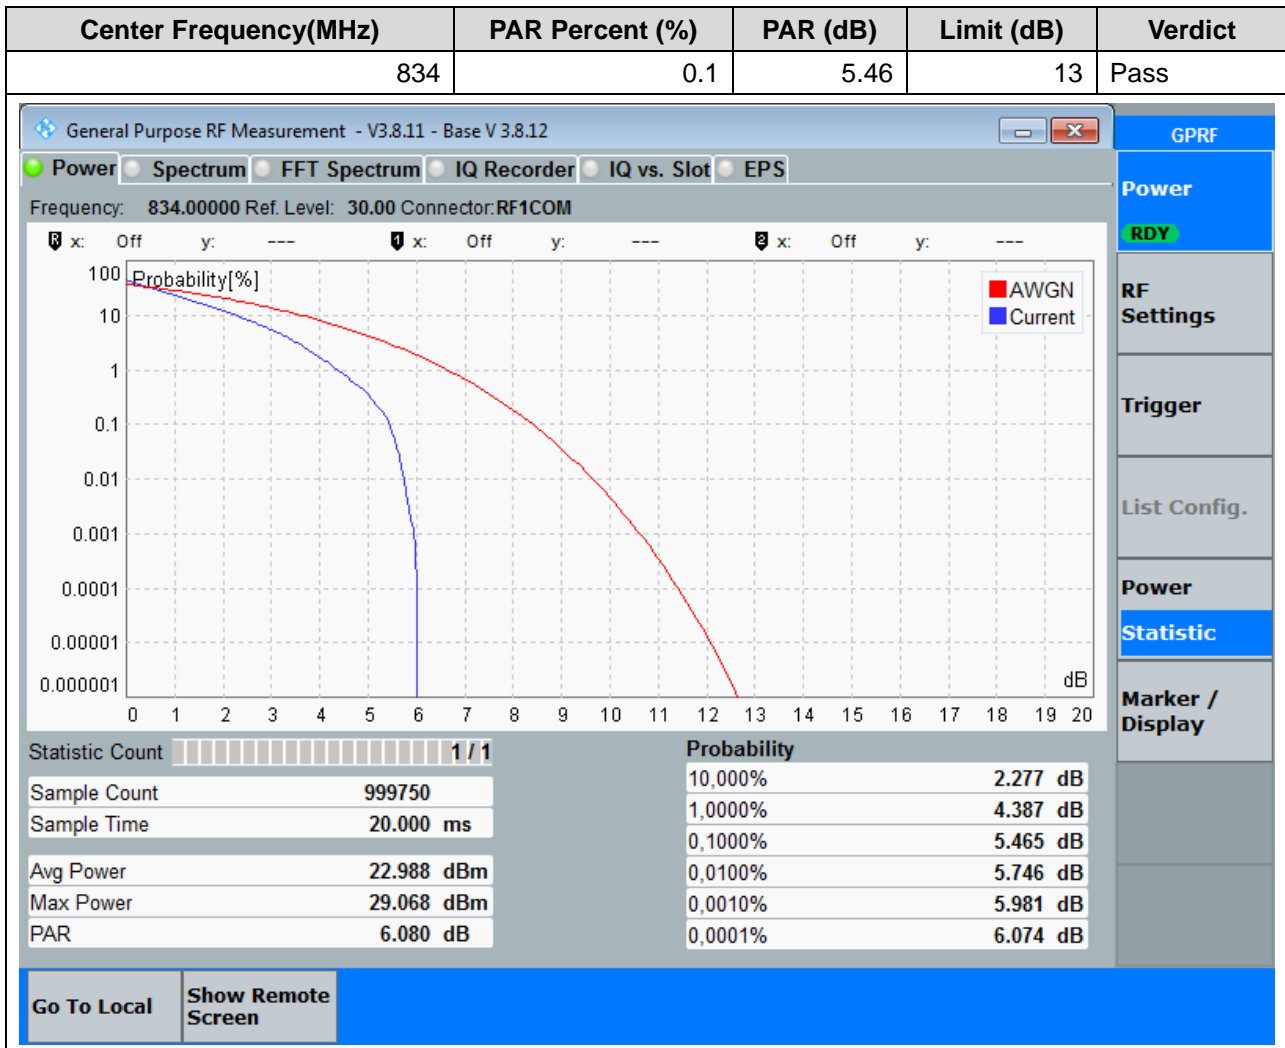 Center Frequency(MHz) PAR Percent (%) PAR (dB) Limit (dB) Verdict
834 0.1 5.46 13 Pass
General Purpose RF Measurement - V3.8.11 - Base V 3.8.12
GPRF
Power Spectrum FFT Spectrum IQ Recorder IQ vs. Slot EPS
Frequency: 834.00000 Ref. Level: 30.00 Connector: RF1COM
R x: Off y: --- 1 x: Off y: --- 2 x: Off y: ---
Probability[%]
AWGN
Current
100
10
1
0.1
0.01
0.001
0.0001
0.00001
0.000001
dB
0 1 2 3 4 5 6 7 8 9 10 11 12 13 14 15 16 17 18 19 20
Statistic Count 1 / 1
Sample Count 999750
Sample Time 20.000 ms
Avg Power 22.988 dBm
Max Power 29.068 dBm
PAR 6.080 dB
Probability
10,000% 2.277 dB
1,0000% 4.387 dB
0,1000% 5.465 dB
0,0100% 5.746 dB
0,0010% 5.981 dB
0,0001% 6.074 dB
Power
RDY
RF
Settings
Trigger
List Config.
Power
Statistic
Marker /
Display
Go To Local
Show Remote
Screen